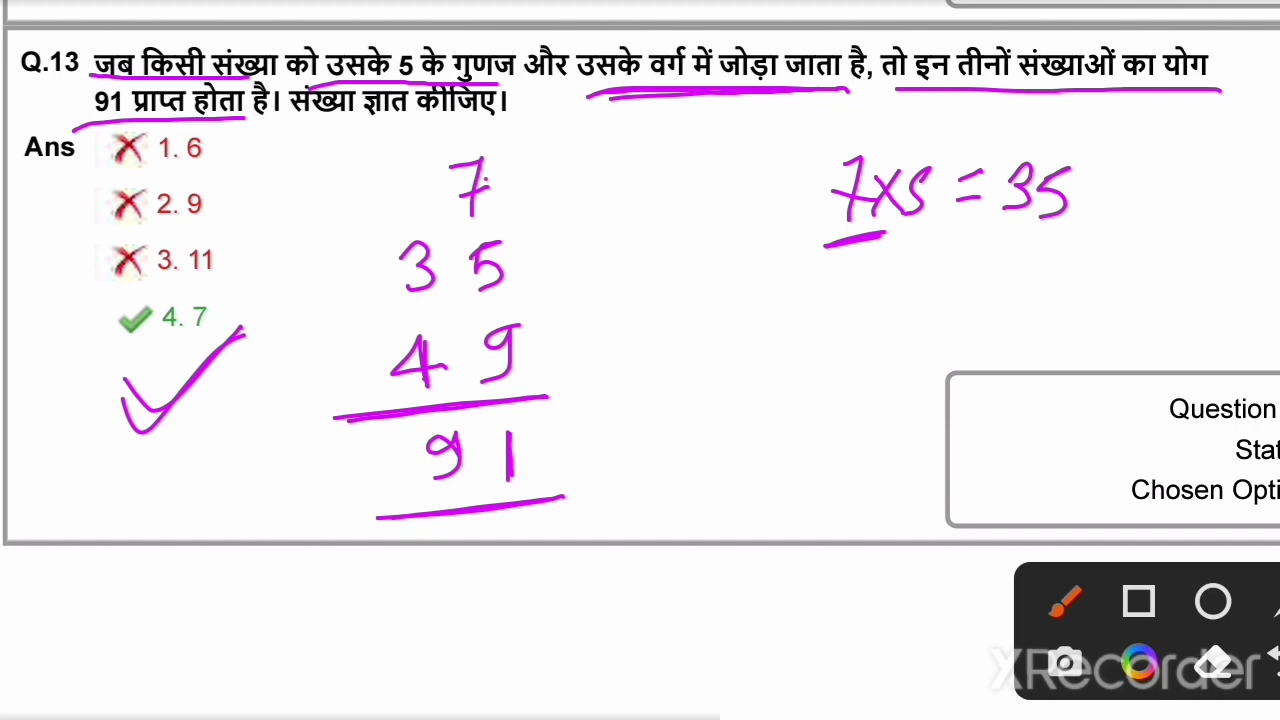 Q.13 जब किसी संख्या को उसके 5 के गुणज और उसके वर्ग में जोड़ा जाता है, तो इन तीनों संख्याओं का योग
91 प्राप्त होता है। संख्या ज्ञात कीजिए।
Ans 1. 6
2. 9
3. 11
4. 7
7
35
49
91
7x5 = 35
Question
Stat
Chosen Opti
XRecorder